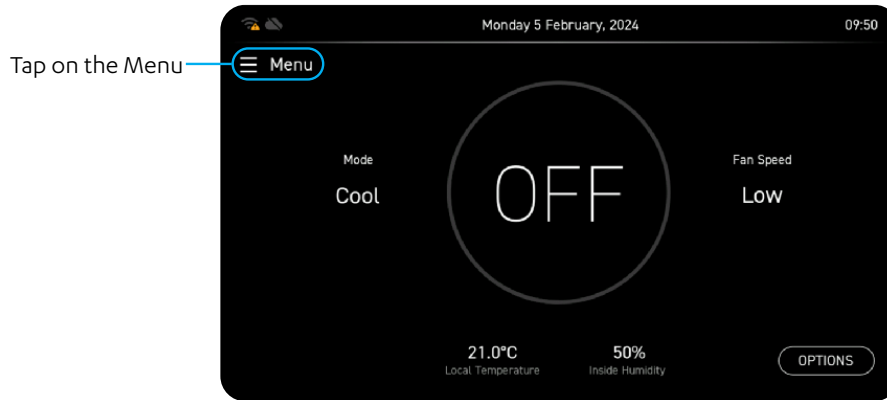 Monday 5 February, 2024
09:50
Tap on the Menu
Menu
Mode
Cool
OFF
Fan Speed
Low
21.0°C
Local Temperature
50%
Inside Humidity
OPTIONS